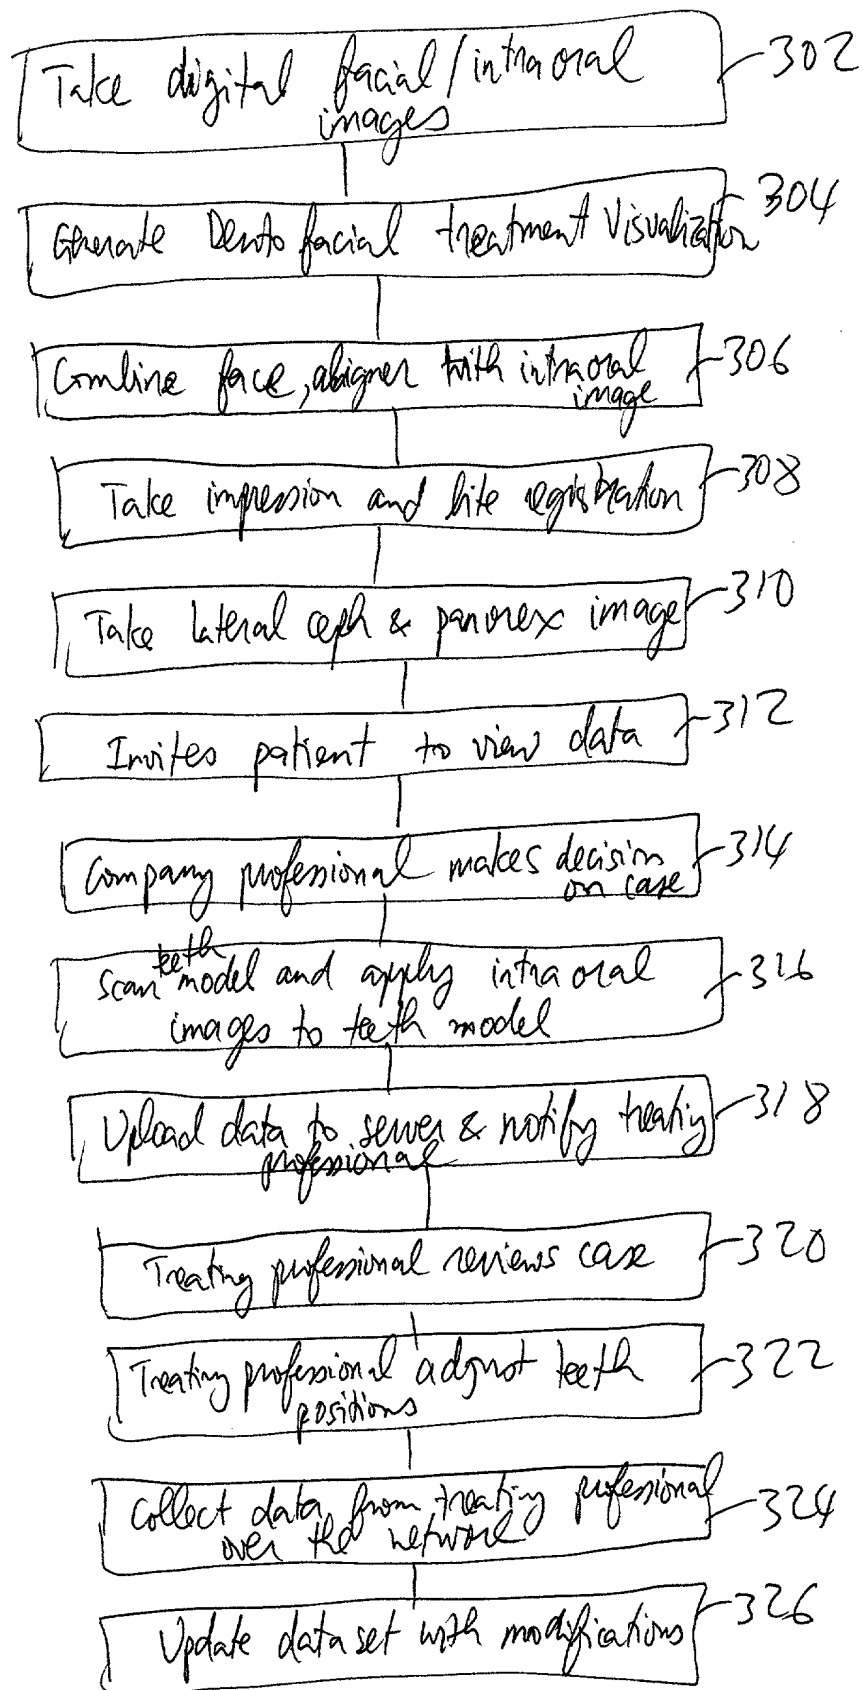 Take digital facial/intraoral 302
images
Generate Dento facial treatment Visualization 304
Combine face, aligner with intraoral 306
image
Take impression and bite registration 308
Take Lateral ceph & panorex image 310
Invites patient to view data 312
Company professional makes decision 314
on case
Scan teeth model and apply intraoral 316
images to teeth model
Upload data to server & notify treating 318
professional
Treating professional reviews case 320
Treating professional adjust teeth 322
positions
Collect data from treating professional 324
over the network
Update data set with modifications 326